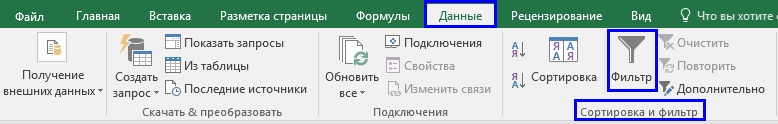 Файл Главная Вставка Разметка страницы Формулы Данные Рецензирование Вид Что вы хотите с
Получение внешних данных
Создать запрос
Показать запросы
Из таблицы
Последние источники
Скачать & преобразовать
Обновить все
Подключения
Свойства
Изменить связи
Подключения
А Я
Я А
Я А
А Я
Сортировка
Фильтр
Очистить
Повторить
Дополнительно
Сортировка и фильтр